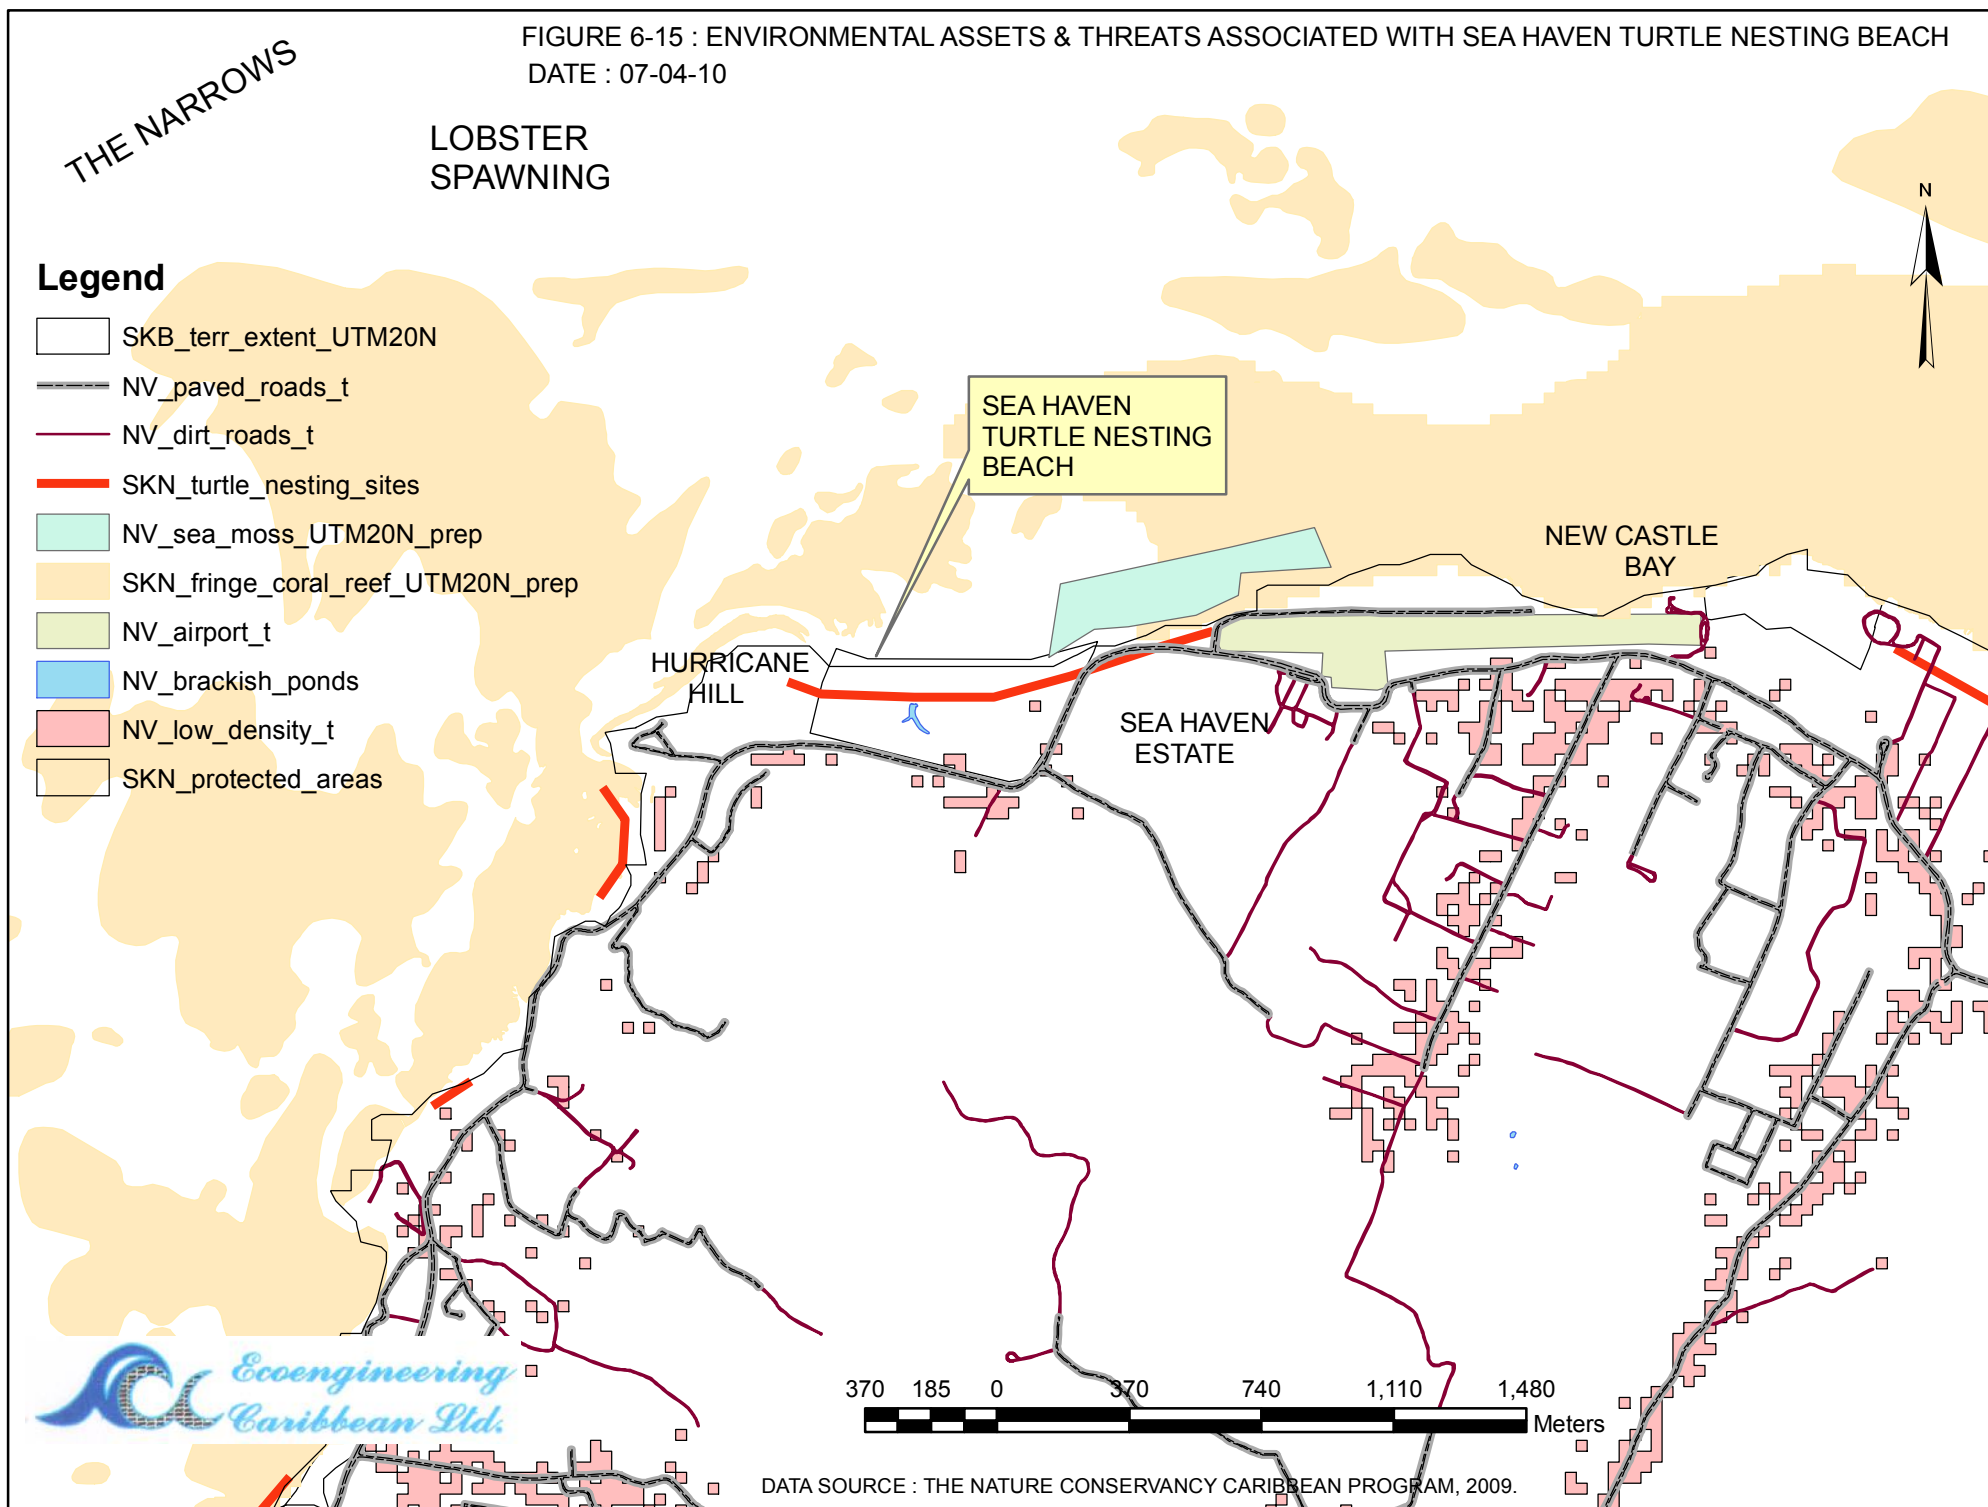 FIGURE 6-15 : ENVIRONMENTAL ASSETS & THREATS ASSOCIATED WITH SEA HAVEN TURTLE NESTING BEACH
DATE : 07-04-10
THE NARROWS
LOBSTER
SPAWNING
N
Legend
SKB_terr_extent_UTM20N
NV_paved_roads_t
NV_dirt_roads_t
SKN_turtle_nesting_sites
NV_sea_moss_UTM20N_prep
SKN_fringe_coral_reef_UTM20N_prep
NV_airport_t
NV_brackish_ponds
NV_low_density_t
SKN_protected_areas
SEA HAVEN
TURTLE NESTING
BEACH
NEW CASTLE
BAY
HURRICANE
HILL
SEA HAVEN
ESTATE
Ecoengineering
Caribbean Ltd.
370 185 0 370 740 1,110 1,480
Meters
DATA SOURCE : THE NATURE CONSERVANCY CARIBBEAN PROGRAM, 2009.